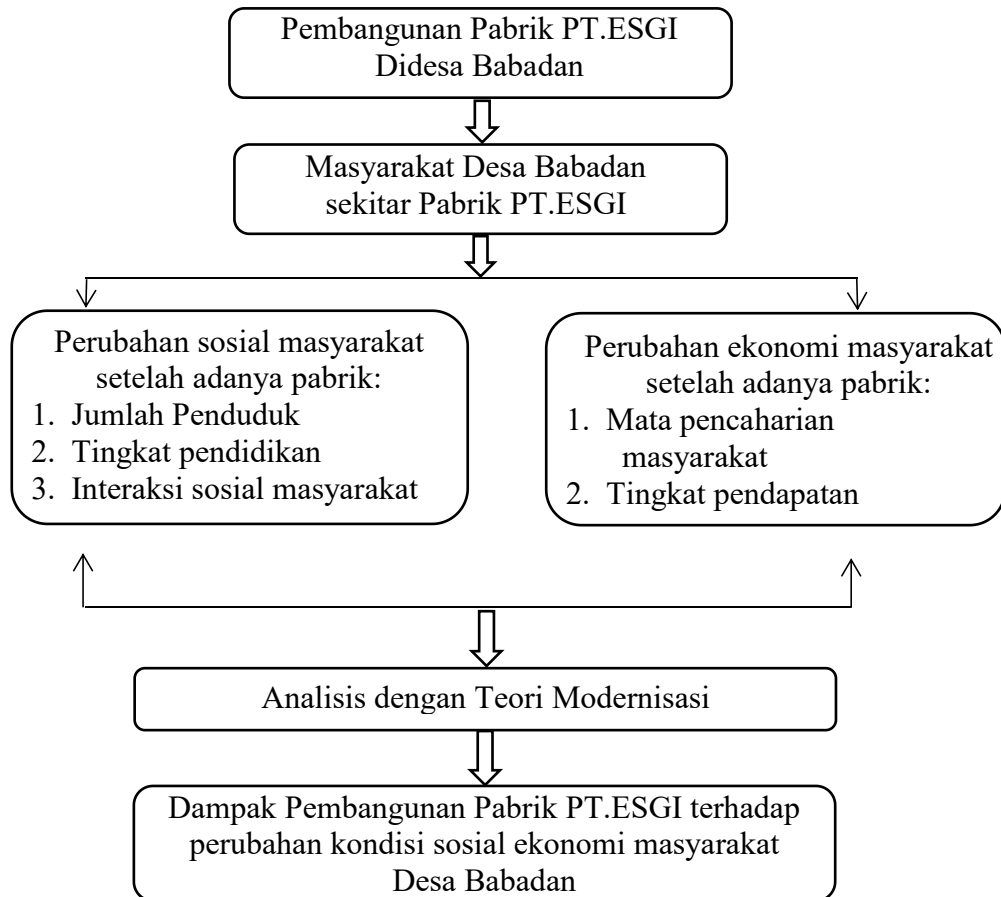 Pembangunan Pabrik PT.ESGI
Didesa Babadan
Masyarakat Desa Babadan
sekitar Pabrik PT.ESGI
Perubahan sosial masyarakat
setelah adanya pabrik:
1. Jumlah Penduduk
2. Tingkat pendidikan
3. Interaksi sosial masyarakat
Perubahan ekonomi masyarakat
setelah adanya pabrik:
1. Mata pencaharian
masyarakat
2. Tingkat pendapatan
Analisis dengan Teori Modernisasi
Dampak Pembangunan Pabrik PT.ESGI terhadap
perubahan kondisi sosial ekonomi masyarakat
Desa Babadan